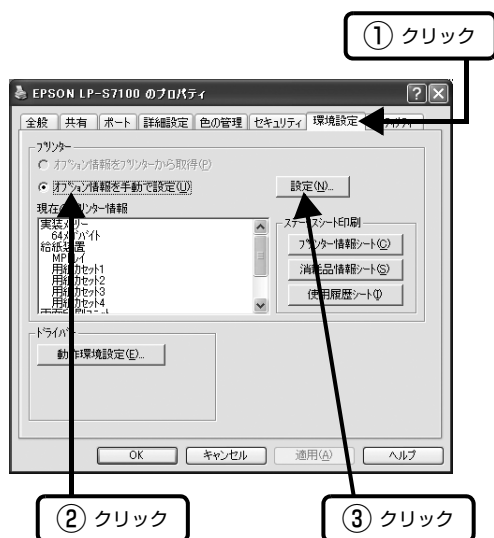 ① クリック
EPSON LP-S7100 のプロパティ
全般 共有 ポート 詳細設定 色の管理 セキュリティ 環境設定
プリンター
オプション情報をプリンターから取得(P)
オプション情報を手動で設定(U)
設定(N)...
現在のプリンター情報
実装メモリー
64メガバイト
給紙装置
MPトレイ
用紙カセット1
用紙カセット2
用紙カセット3
用紙カセット4
両面印刷ユニット
ステータスシート印刷
プリンター情報シート(C)
消耗品情報シート(S)
使用履歴シート(I)
ドライバー
動作環境設定(E)...
OK キャンセル 適用(A) ヘルプ
② クリック
③ クリック